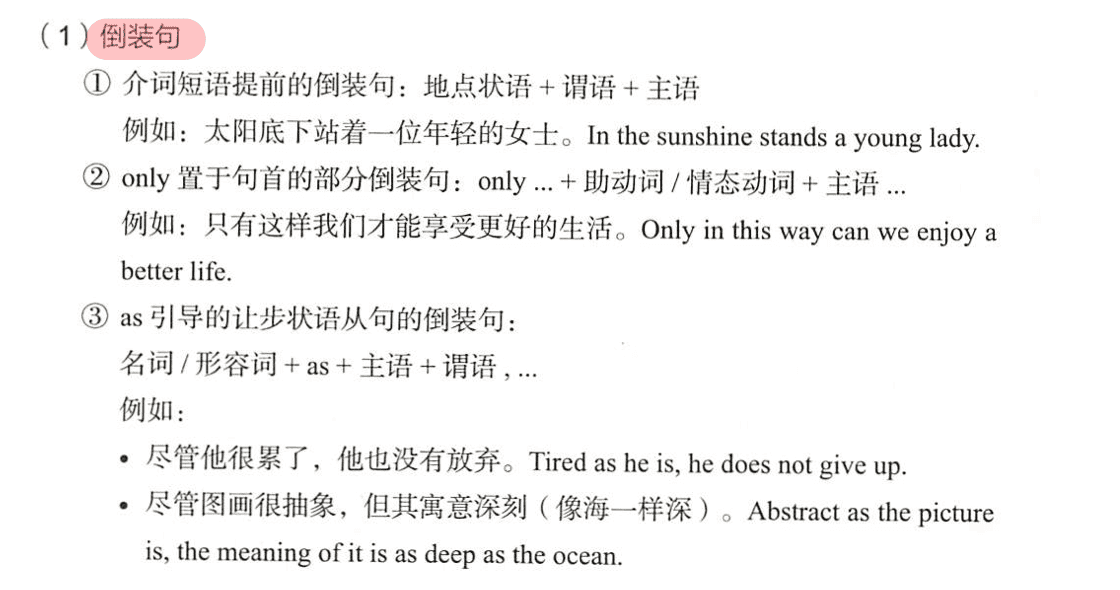 （1）倒装句
① 介词短语提前的倒装句：地点状语 + 谓语 + 主语
例如：太阳底下站着一位年轻的女士。In the sunshine stands a young lady.
② only 置于句首的部分倒装句：only ... + 助动词 / 情态动词 + 主语 ...
例如：只有这样我们才能享受更好的生活。Only in this way can we enjoy a
better life.
③ as 引导的让步状语从句的倒装句：
名词 / 形容词 + as + 主语 + 谓语 , ...
例如：
• 尽管他很累了，他也没有放弃。Tired as he is, he does not give up.
• 尽管图画很抽象，但其寓意深刻（像海一样深）。Abstract as the picture
is, the meaning of it is as deep as the ocean.